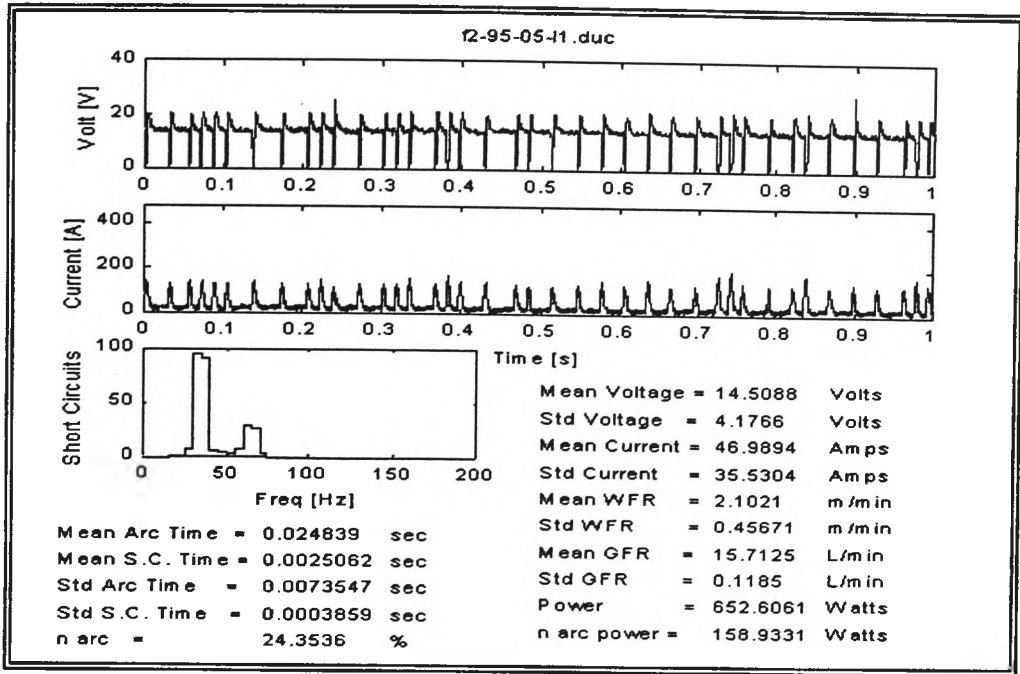 f2-95-05-l1.duc
Volt [V]
40
20
0
0 0.1 0.2 0.3 0.4 0.5 0.6 0.7 0.8 0.9 1
Current [A]
400
200
0
0 0.1 0.2 0.3 0.4 0.5 0.6 0.7 0.8 0.9 1
Time [s]
Short Circuits
100
50
0
0 50 100 150 200
Freq [Hz]
Mean Arc Time = 0.024839 sec
Mean S.C. Time = 0.0025062 sec
Std Arc Time = 0.0073547 sec
Std S.C. Time = 0.0003859 sec
n arc = 24.3536 %
Mean Voltage = 14.5088 Volts
Std Voltage = 4.1766 Volts
Mean Current = 46.9894 Amps
Std Current = 35.5304 Amps
Mean WFR = 2.1021 m/min
Std WFR = 0.45671 m/min
Mean GFR = 15.7125 L/min
Std GFR = 0.1185 L/min
Power = 652.6061 Watts
n arc power = 158.9331 Watts